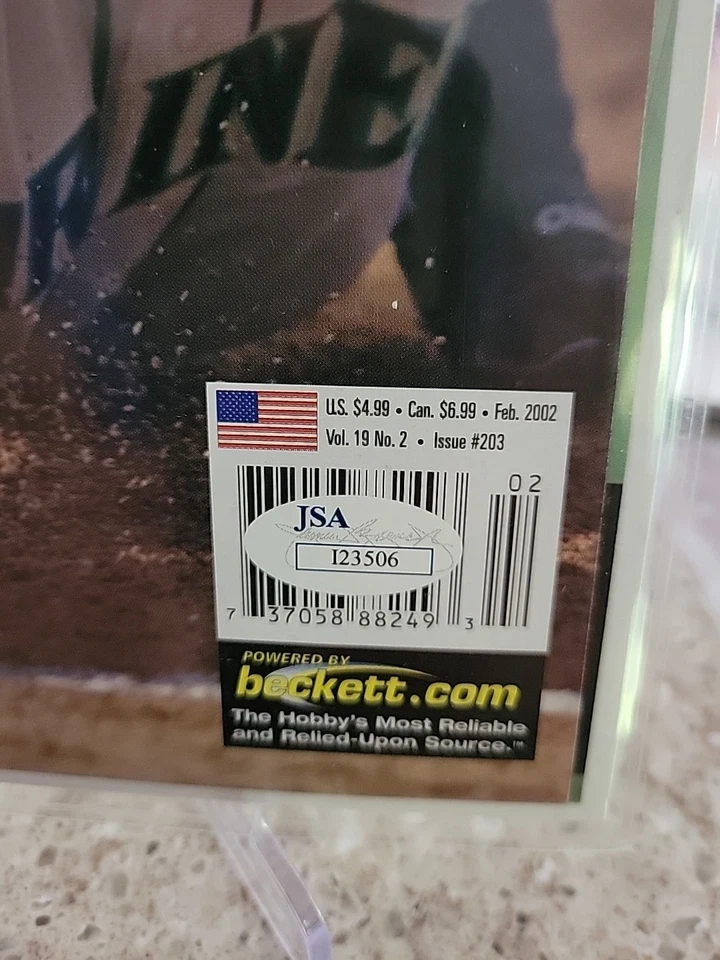 INE
U.S. $4.99 • Can. $6.99 • Feb. 2002
Vol. 19 No. 2 • Issue #203
02
JSA
I23506
7 37058 88249 3
POWERED BY
beckett.com
The Hobby's Most Reliable
and Relied-Upon Source.™